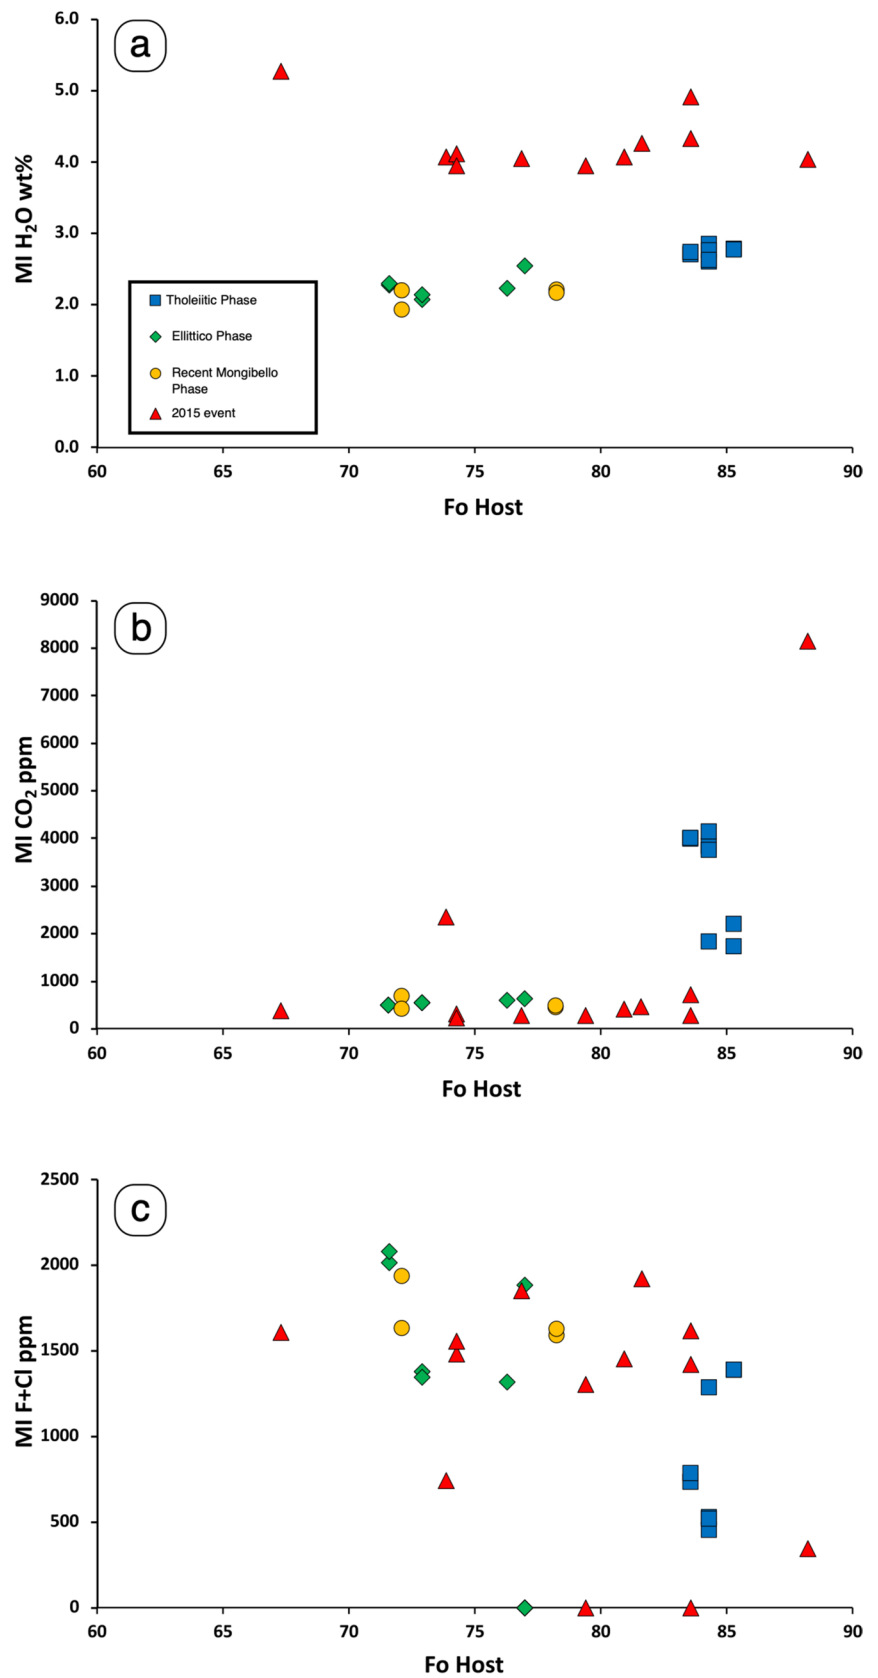 a
6.0
5.0
4.0
3.0
2.0
1.0
0.0
MI H₂O wt%
Tholeiitic Phase
Ellittico Phase
Recent Mongibello
Phase
2015 event
60 65 70 75 80 85 90
Fo Host
b
9000
8000
7000
6000
5000
4000
3000
2000
1000
0
MI CO₂ ppm
60 65 70 75 80 85 90
Fo Host
c
2500
2000
1500
1000
500
0
MI F+Cl ppm
60 65 70 75 80 85 90
Fo Host